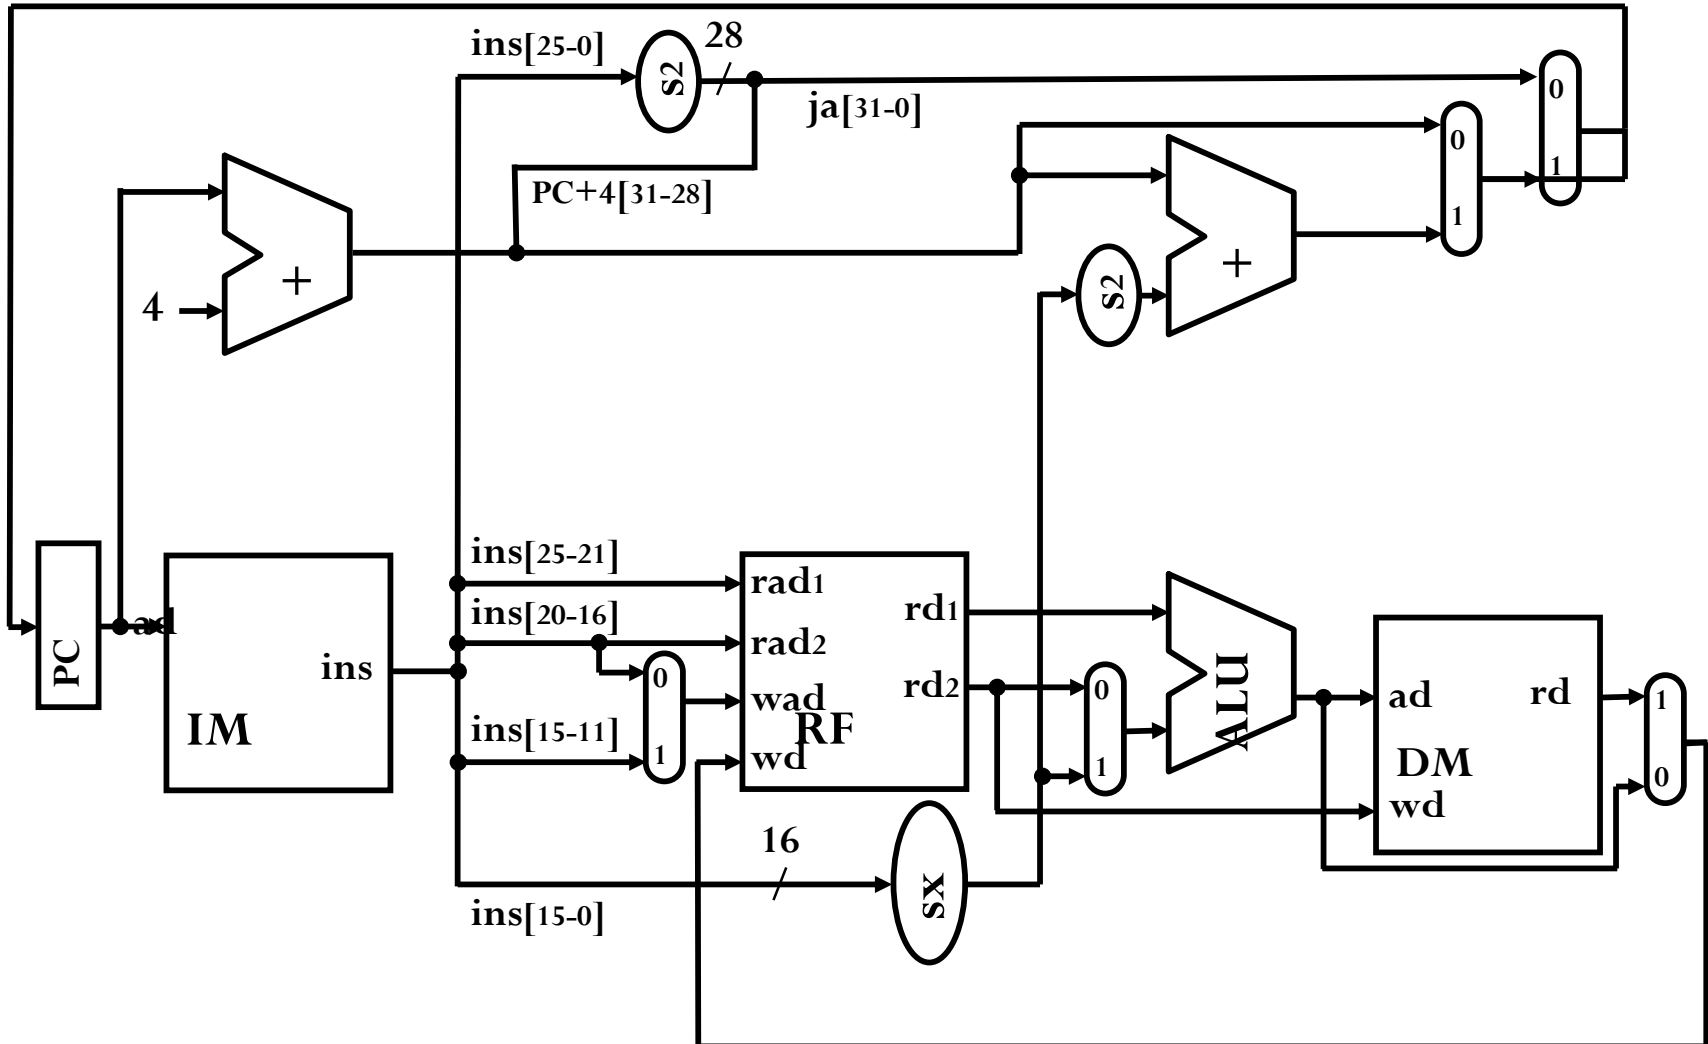 ins[25-0]
s2
28
ja[31-0]
0
1
0
1
PC+4[31-28]
+
4
+
s2
ins[25-21]
ins[20-16]
ins[15-11]
ins[15-0]
PC
ad
ins
IM
0
1
rad1
rad2
wad
wd
RF
rd1
rd2
0
1
ALU
ad
rd
DM
wd
1
0
16
sx